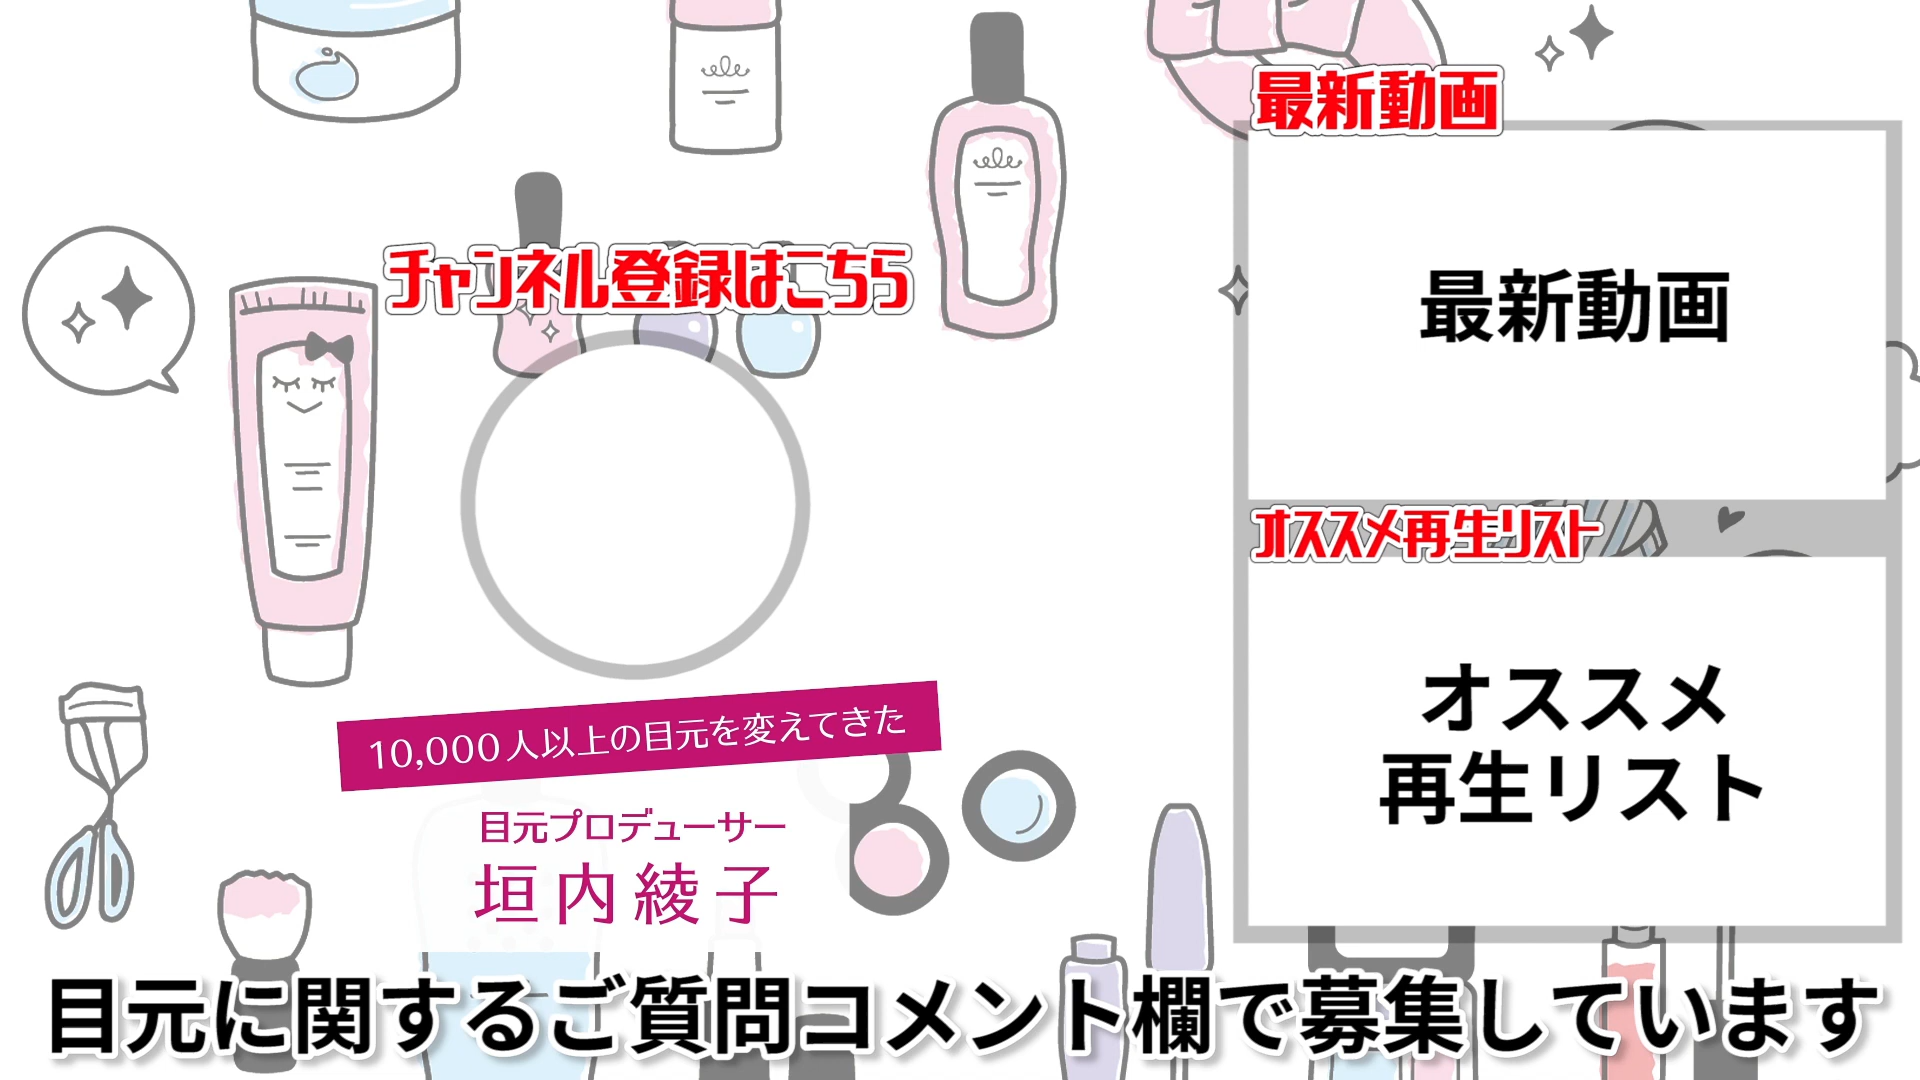 最新動画
最新動画
チャンネル登録はこちら
オススメ再生リスト
オススメ
再生リスト
10,000人以上の目元を変えてきた
目元プロデューサー
垣内綾子
目元に関するご質問コメント欄で募集しています